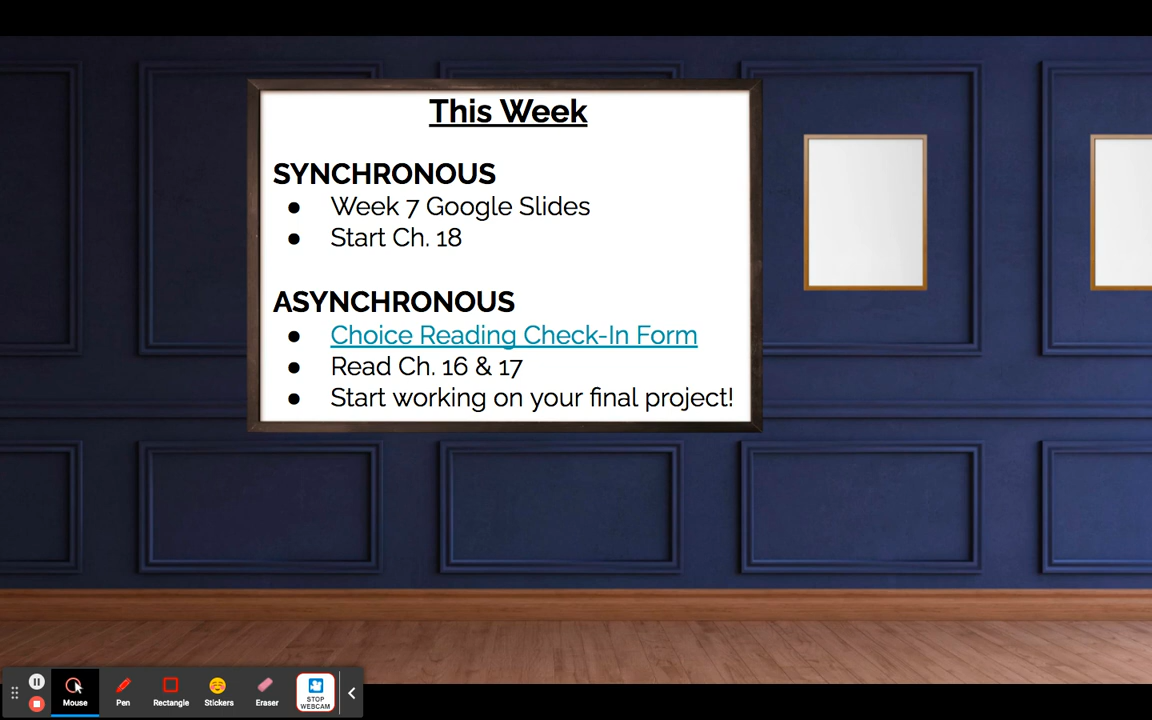 This Week
SYNCHRONOUS
● Week 7 Google Slides
● Start Ch. 18
ASYNCHRONOUS
● Choice Reading Check-In Form
● Read Ch. 16 & 17
● Start working on your final project!
Mouse
Pen
Rectangle
Stickers
Eraser
STOP
WEBCAM